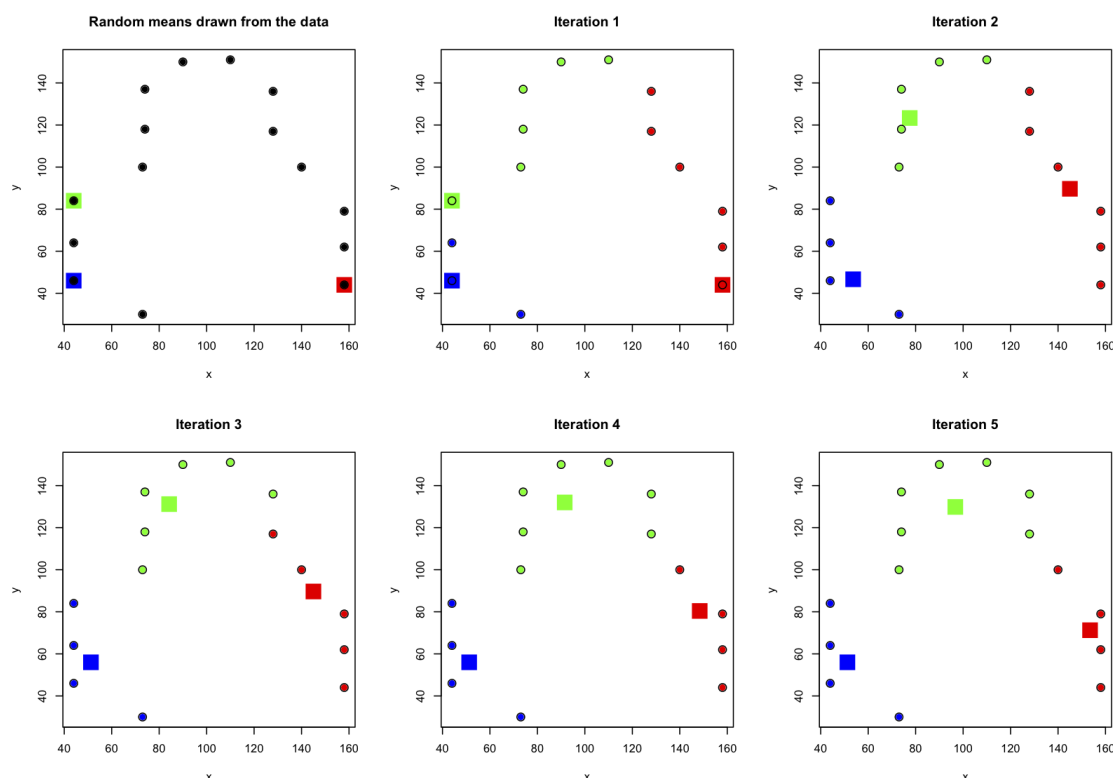 Random means drawn from the data
Iteration 1
Iteration 2
y
40 60 80 100 120 140
y
40 60 80 100 120 140
y
40 60 80 100 120 140
40 60 80 100 120 140 160
40 60 80 100 120 140 160
40 60 80 100 120 140 160
x
x
x
Iteration 3
Iteration 4
Iteration 5
y
40 60 80 100 120 140
y
40 60 80 100 120 140
y
40 60 80 100 120 140
40 60 80 100 120 140 160
40 60 80 100 120 140 160
40 60 80 100 120 140 160
x
x
x